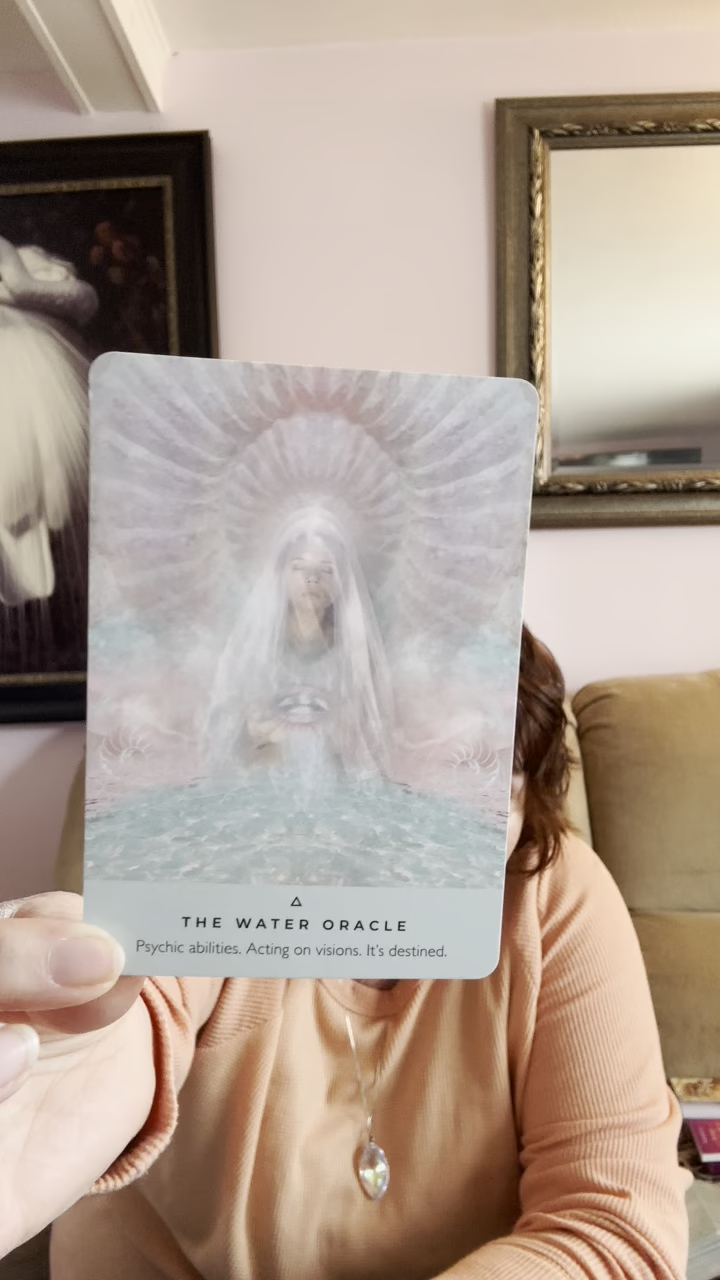 THE WATER ORACLE
Psychic abilities. Acting on visions. It's destined.